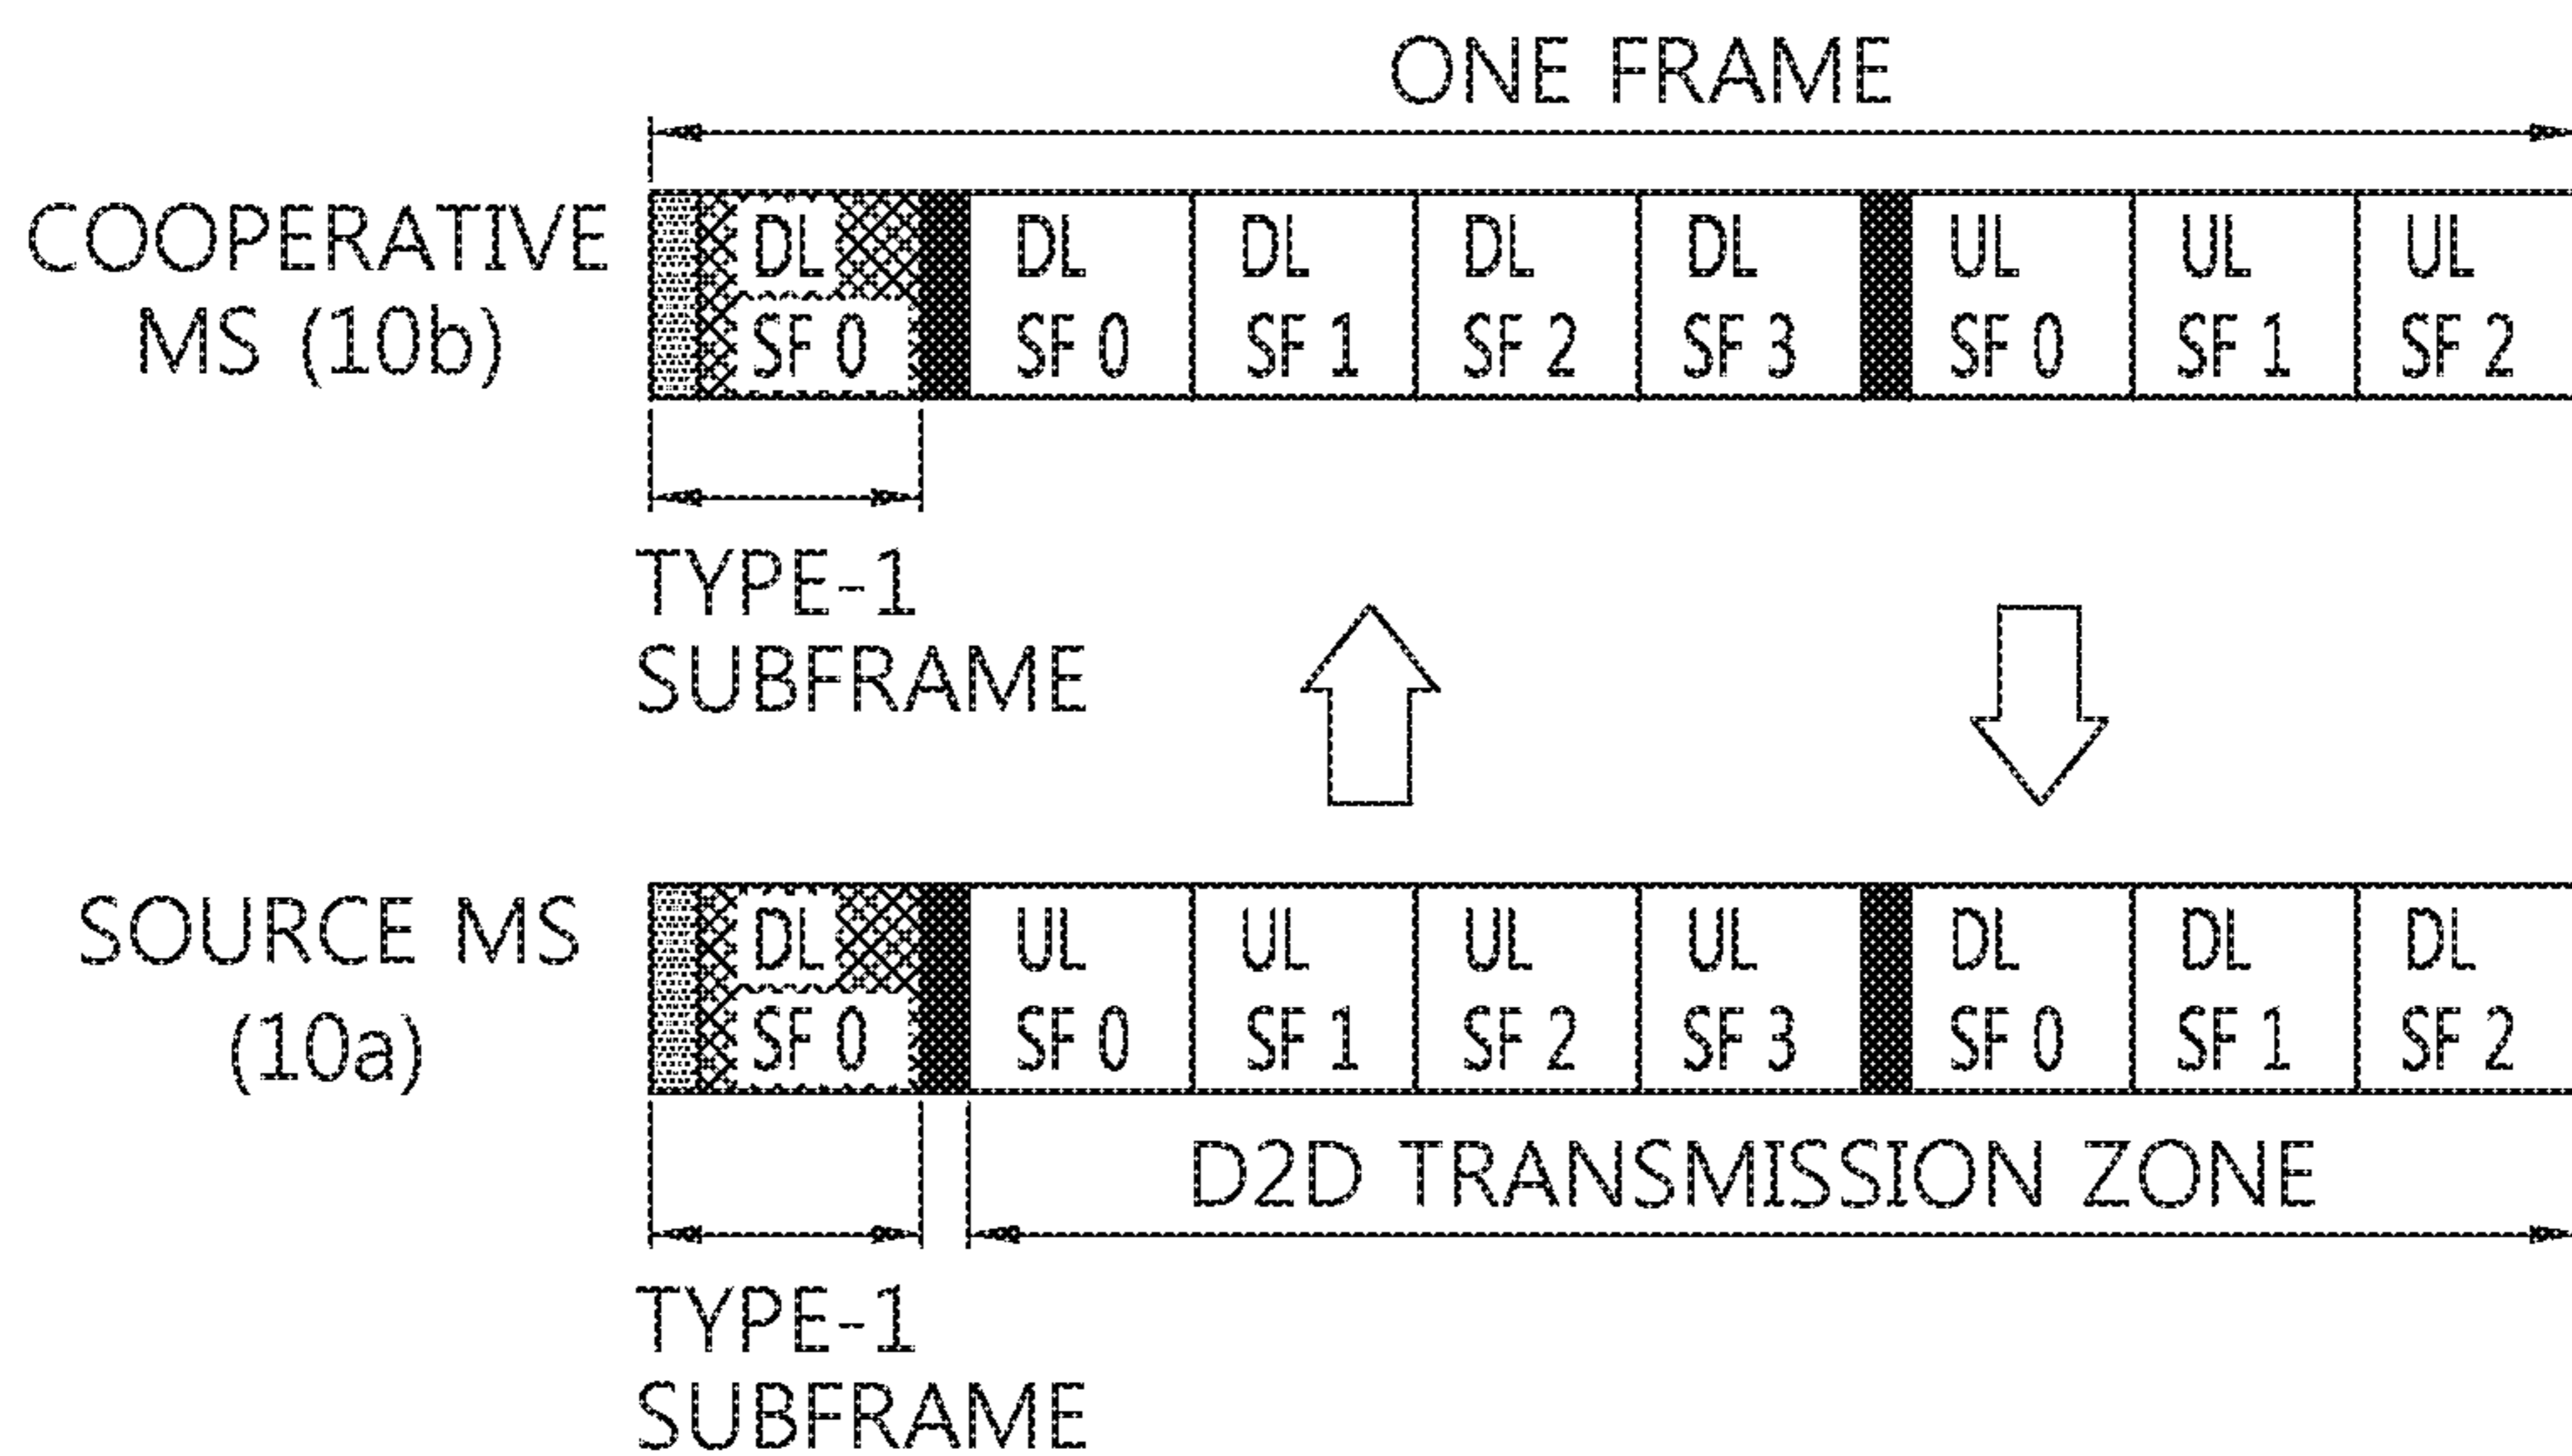 ONE FRAME
COOPERATIVE
MS (10b)
DL DL DL DL DL UL UL UL
SF 0 SF 0 SF 1 SF 2 SF 3 SF 0 SF 1 SF 2
TYPE-1
SUBFRAME
SOURCE MS
(10a)
DL UL UL UL UL DL DL DL
SF 0 SF 0 SF 1 SF 2 SF 3 SF 0 SF 1 SF 2
D2D TRANSMISSION ZONE
TYPE-1
SUBFRAME